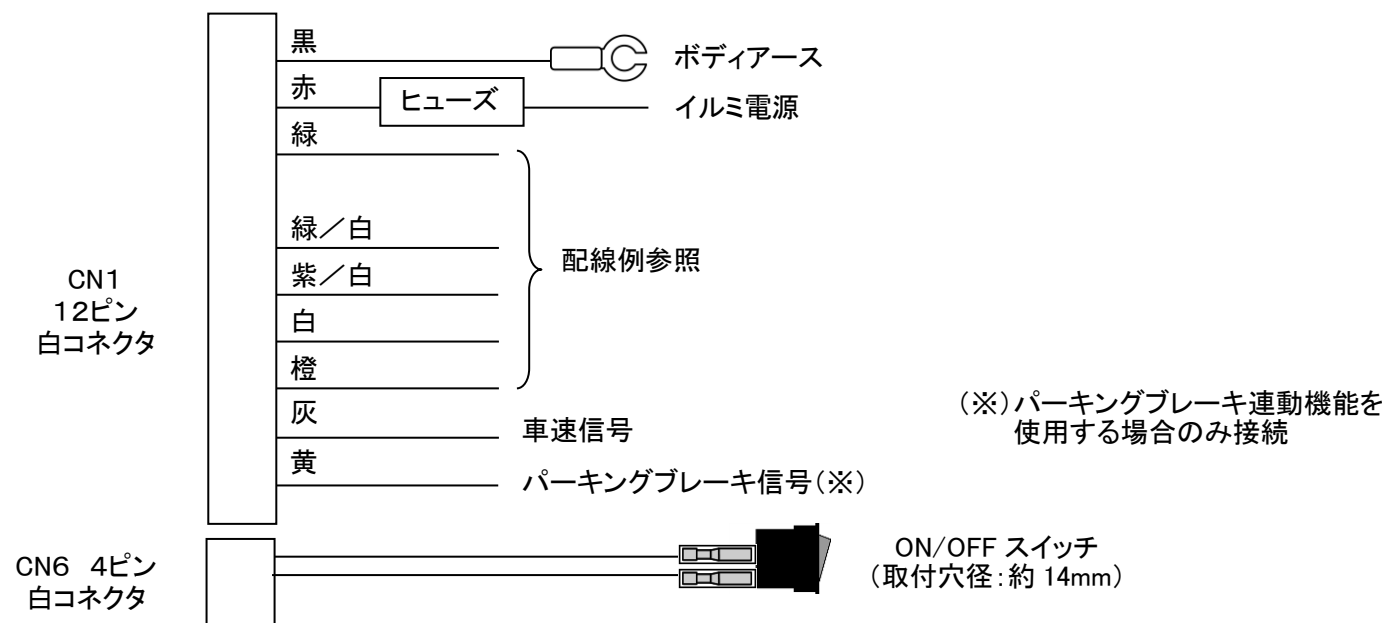 黒
ボディアース
赤
ヒューズ
イルミ電源
緑
緑／白
配線例参照
紫／白
CN1
12ピン
白コネクタ
白
橙
灰
車速信号
(※)パーキングブレーキ連動機能を
使用する場合のみ接続
黄
パーキングブレーキ信号(※)
CN6 4ピン
白コネクタ
ON/OFF スイッチ
(取付穴径：約 14mm)